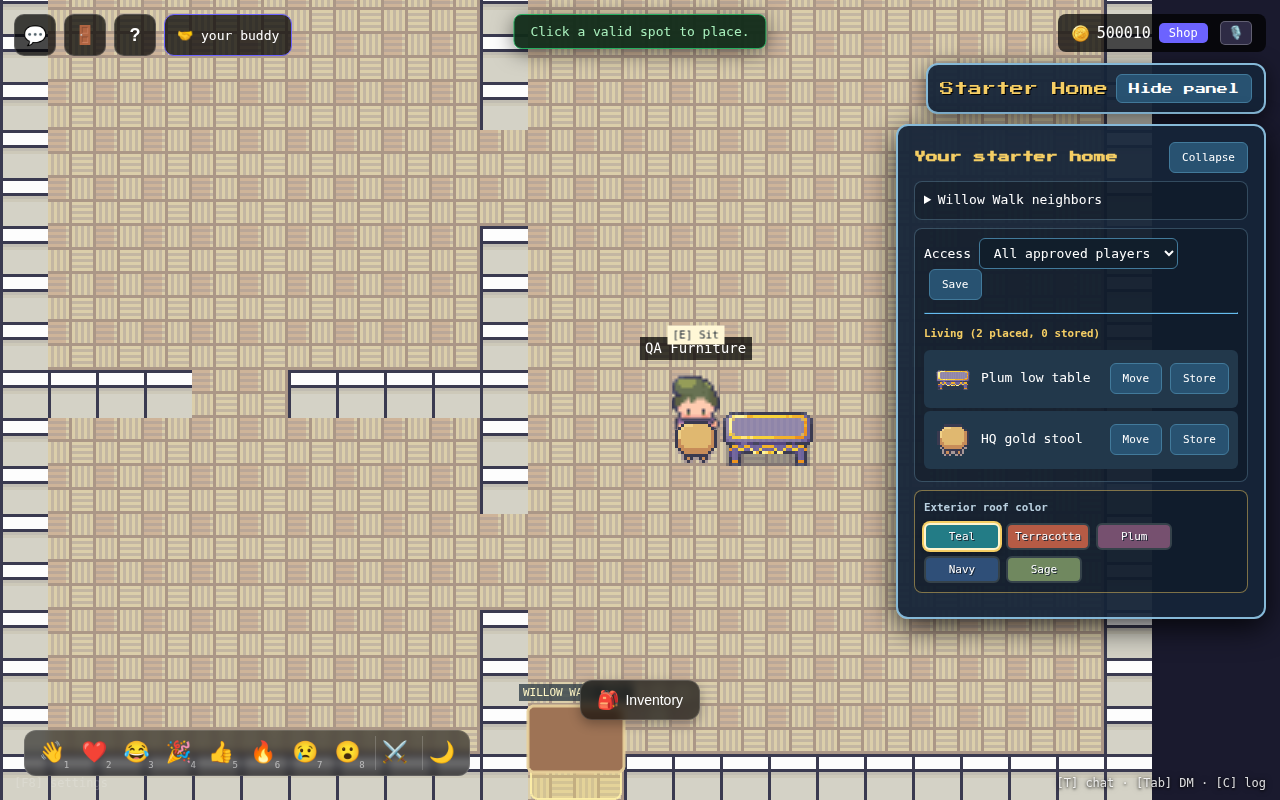 ? your buddy
Click a valid spot to place.
500010 Shop
Starter Home Hide panel
Your starter home Collapse
Willow Walk neighbors
Access All approved players
Save
Living (2 placed, 0 stored)
Plum low table Move Store
HQ gold stool Move Store
Exterior roof color
Teal Terracotta Plum
Navy Sage
[E] Sit
QA Furniture
WILLOW WA
Inventory
1 2 3 4 5 6 7 8
[T] chat · [Tab] DM · [C] log